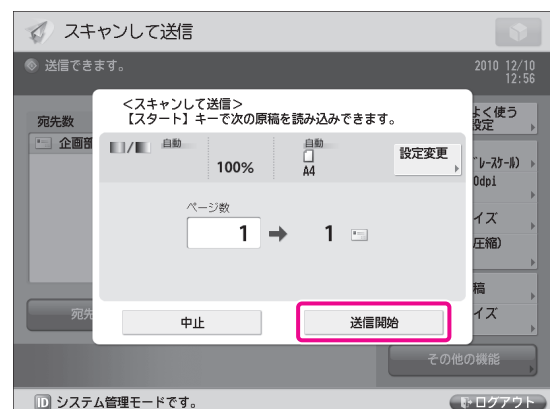 スキャンして送信
送信できます。
2010 12/10
12:56
宛先数
企画部
<スキャンして送信>
【スタート】キーで次の原稿を読み込みできます。
自動
100%
自動
A4
設定変更
ページ数
1
1
中止
送信開始
よく使う
設定
レースケール)
0dpi
イズ
圧縮)
稿
イズ
宛先
その他の機能
ID システム管理モードです。
ログアウト